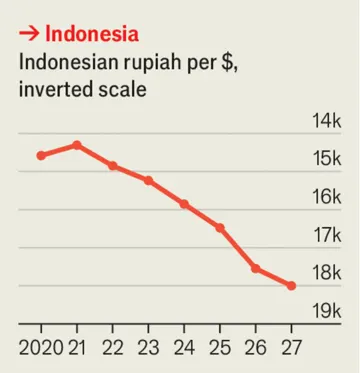 → Indonesia
Indonesian rupiah per $,
inverted scale
14k
15k
16k
17k
18k
19k
2020 21 22 23 24 25 26 27